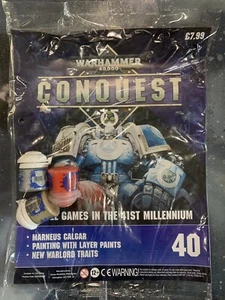 £7.99
WARHAMMER
40,000
CONQUEST
GAMES IN THE 41ST MILLENNIUM
• MARNEUS CALGAR
• PAINTING WITH LAYER PAINTS
• NEW WARLORD TRAITS
40
CE WARNING!